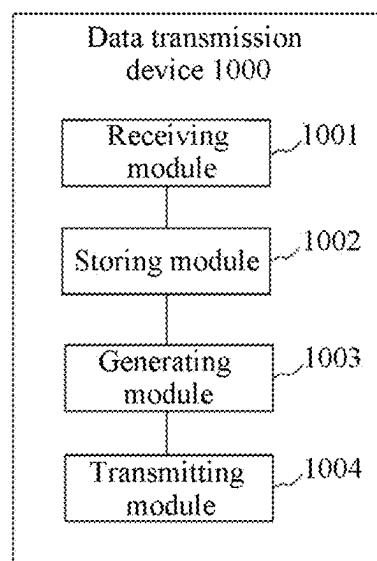 Data transmission
device 1000
Receiving
module
1001
Storing module
1002
Generating
module
1003
Transmitting
module
1004